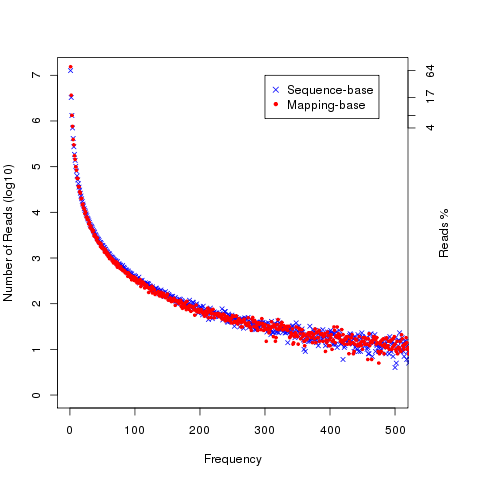 Sequence-base
Mapping-base
Number of Reads (log10)
7
6
5
4
3
2
1
0
64
17
4
Reads %
0 100 200 300 400 500
Frequency